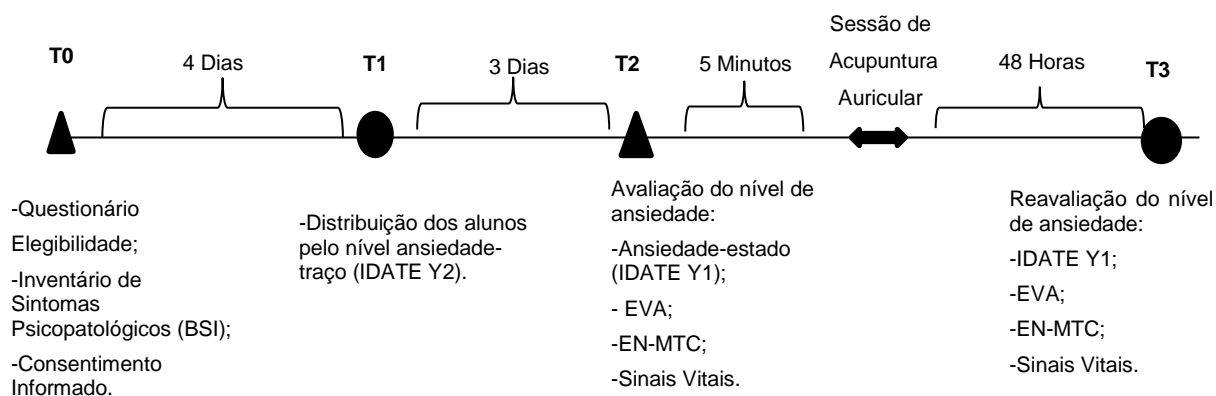 T0
4 Dias
T1
3 Dias
T2
5 Minutos
Sessão de
Acupuntura
Auricular
48 Horas
T3
-Questionário
Elegibilidade;
-Inventário de
Sintomas
Psicopatológicos (BSI);
-Consentimento
Informado.
-Distribuição dos alunos
pelo nível ansiedade-
traço (IDATE Y2).
Avaliação do nível de
ansiedade:
-Ansiedade-estado
(IDATE Y1);
- EVA;
-EN-MTC;
-Sinais Vitais.
Reavaliação do nível
de ansiedade:
-IDATE Y1;
-EVA;
-EN-MTC;
-Sinais Vitais.